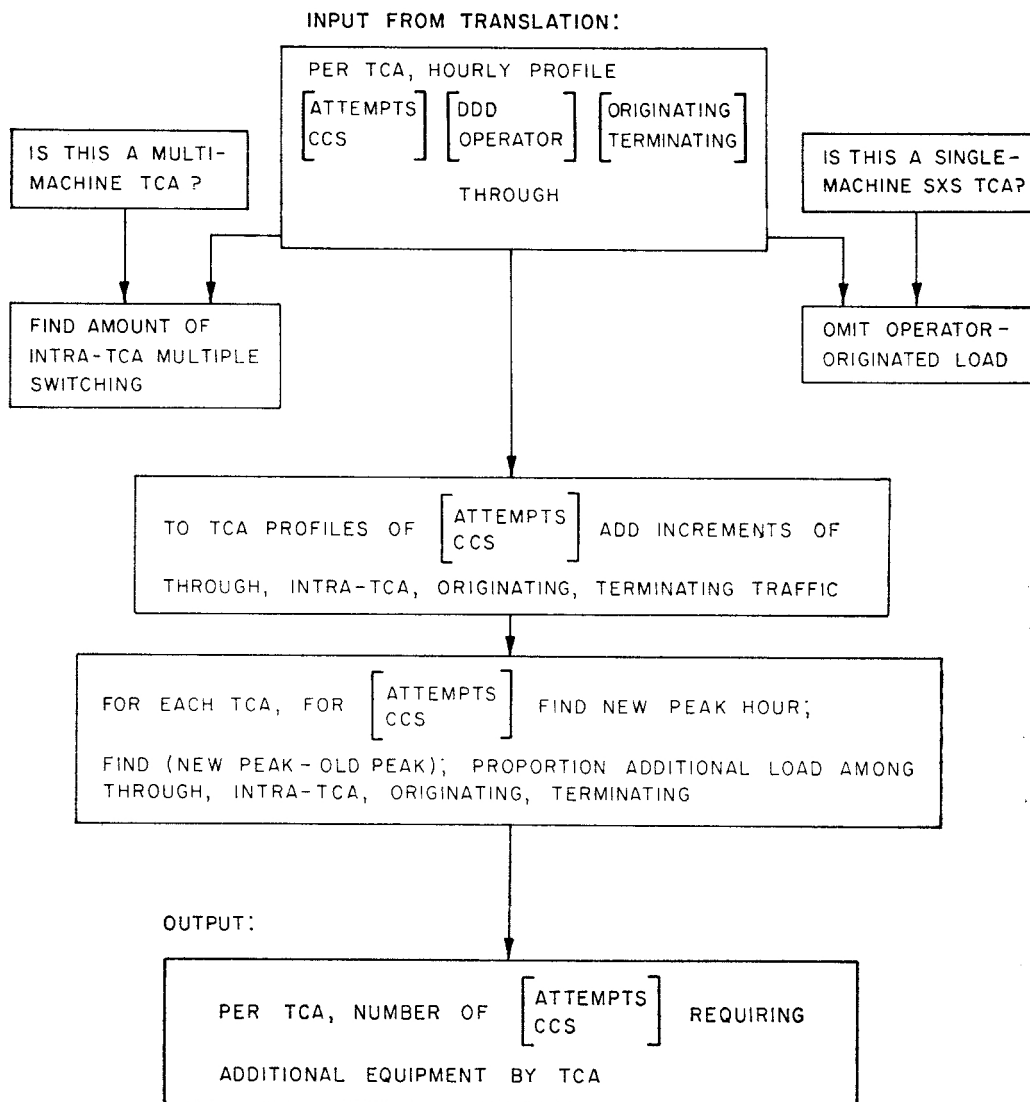 INPUT FROM TRANSLATION:
PER TCA, HOURLY PROFILE
[ATTEMPTS CCS] [DDD OPERATOR] [ORIGINATING TERMINATING]
THROUGH
IS THIS A MULTI-
MACHINE TCA ?
IS THIS A SINGLE-
MACHINE SXS TCA?
FIND AMOUNT OF
INTRA-TCA MULTIPLE
SWITCHING
OMIT OPERATOR-
ORIGINATED LOAD
TO TCA PROFILES OF [ATTEMPTS CCS] ADD INCREMENTS OF
THROUGH, INTRA-TCA, ORIGINATING, TERMINATING TRAFFIC
FOR EACH TCA, FOR [ATTEMPTS CCS] FIND NEW PEAK HOUR;
FIND (NEW PEAK-OLD PEAK); PROPORTION ADDITIONAL LOAD AMONG
THROUGH, INTRA-TCA, ORIGINATING, TERMINATING
OUTPUT:
PER TCA, NUMBER OF [ATTEMPTS CCS] REQUIRING
ADDITIONAL EQUIPMENT BY TCA